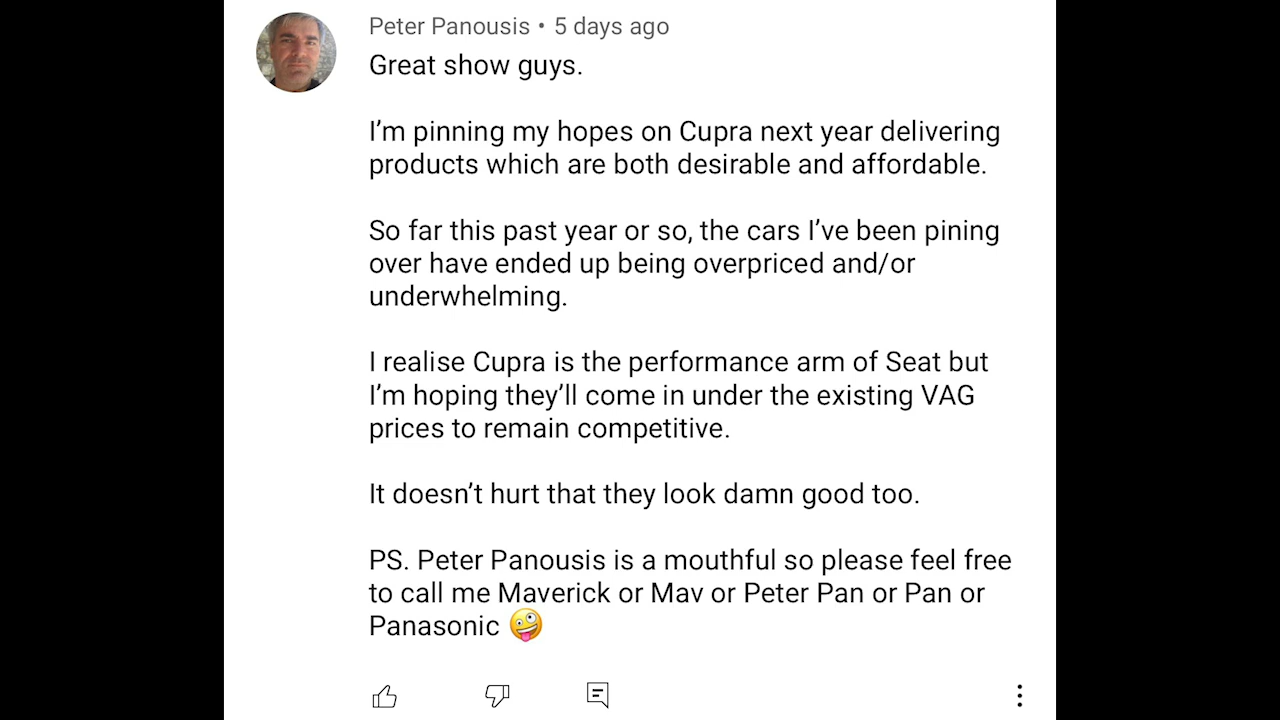 Peter Panousis • 5 days ago
Great show guys.
I’m pinning my hopes on Cupra next year delivering
products which are both desirable and affordable.
So far this past year or so, the cars I’ve been pining
over have ended up being overpriced and/or
underwhelming.
I realise Cupra is the performance arm of Seat but
I’m hoping they’ll come in under the existing VAG
prices to remain competitive.
It doesn’t hurt that they look damn good too.
PS. Peter Panousis is a mouthful so please feel free
to call me Maverick or Mav or Peter Pan or Pan or
Panasonic 🤪